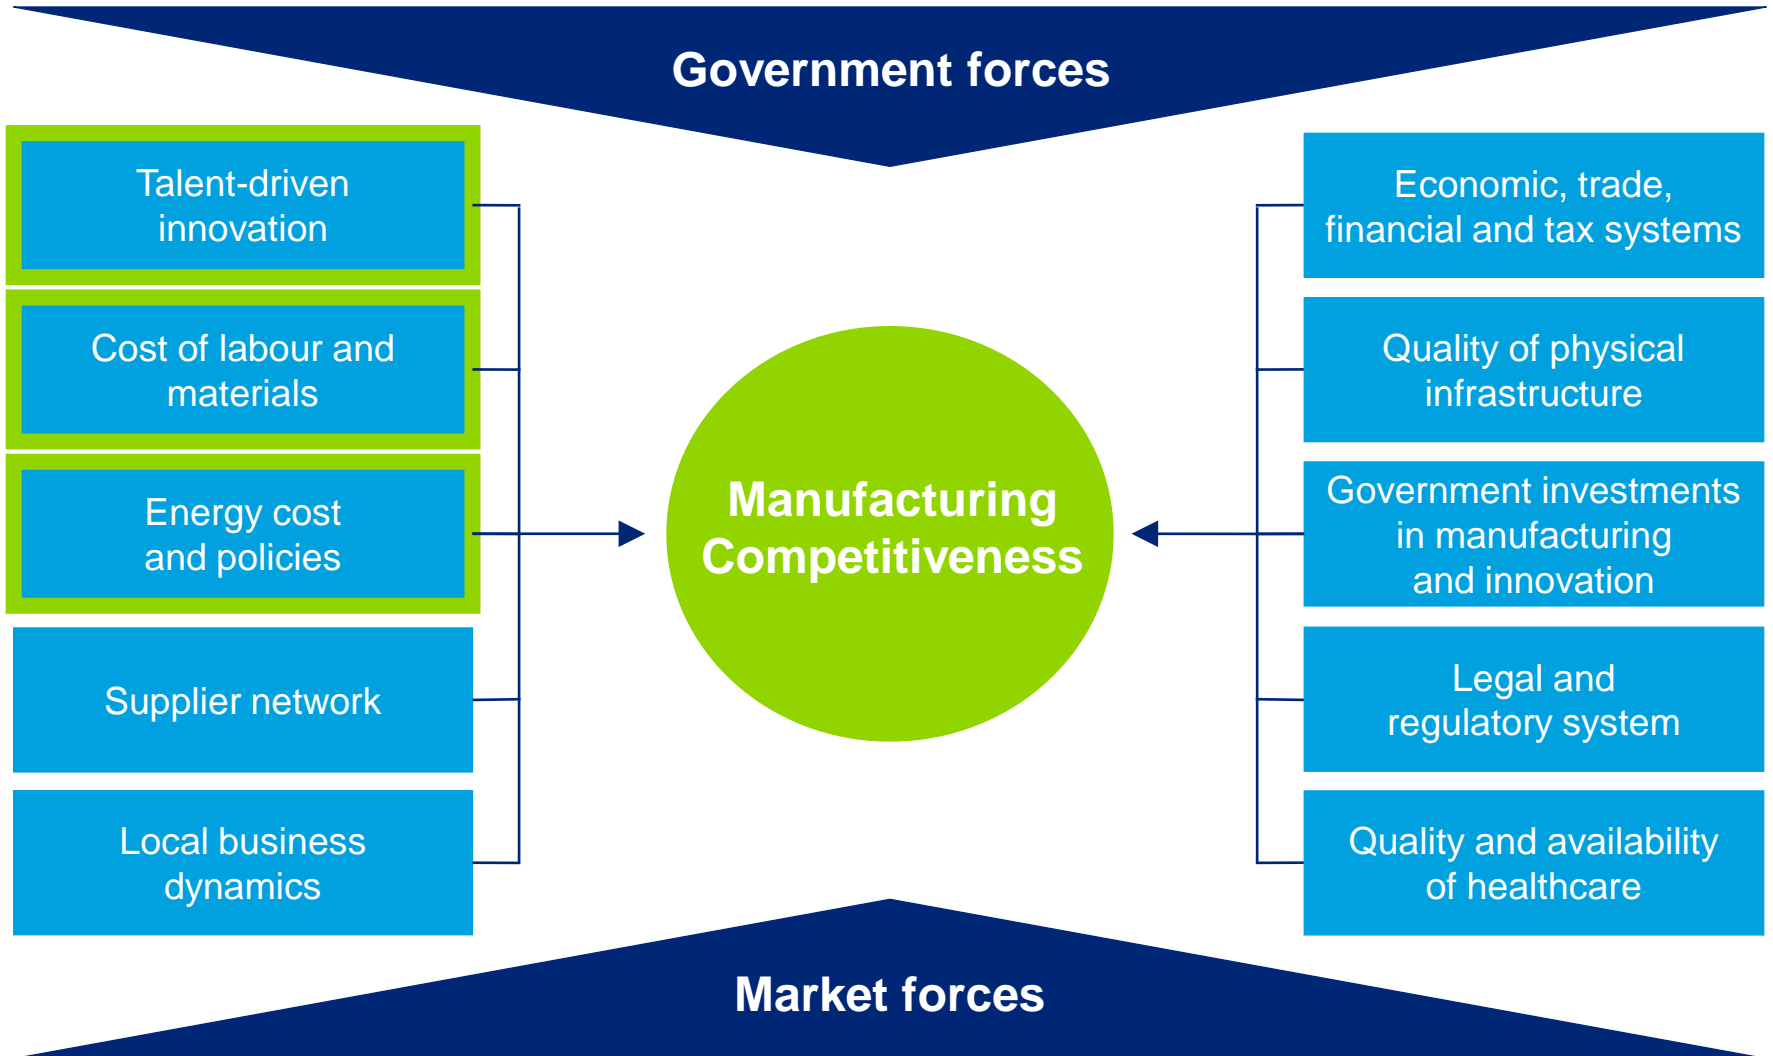 Government forces
Talent-driven
innovation
Cost of labour and
materials
Energy cost
and policies
Supplier network
Local business
dynamics
Manufacturing
Competitiveness
Economic, trade,
financial and tax systems
Quality of physical
infrastructure
Government investments
in manufacturing
and innovation
Legal and
regulatory system
Quality and availability
of healthcare
Market forces